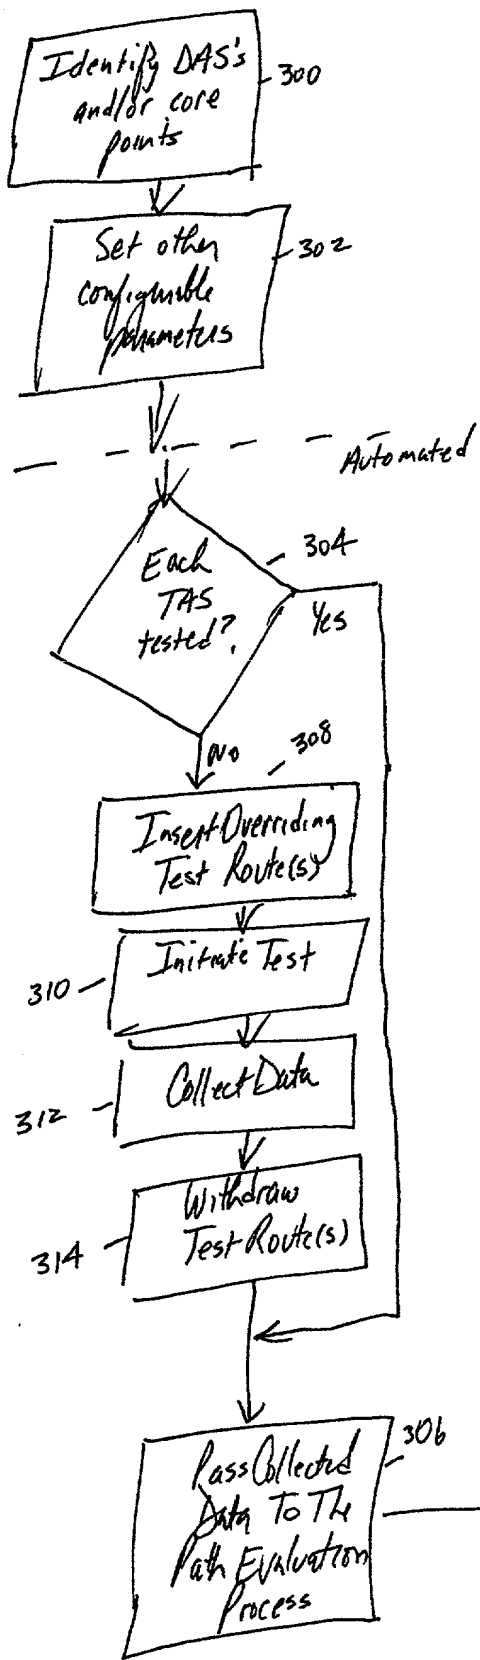 Identify DAS's
and/or core
points
300
Set other
configurable
parameters
302
Automated
Each
TAS
tested?
304
Yes
No
308
Insert Overriding
Test Route(s)
Initiate Test
310
Collect Data
312
Withdraw
Test Route(s)
314
306
Pass Collected
Data To The
Path Evaluation
Process